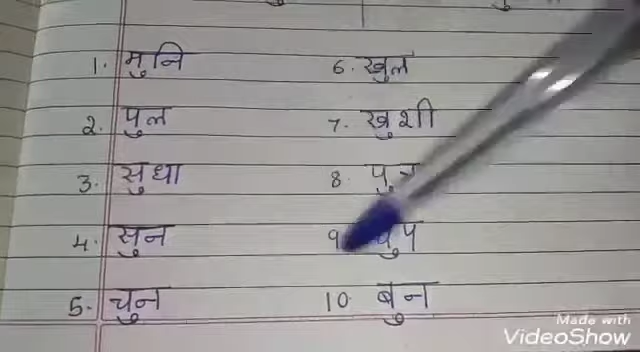 1. मुनि 6. खुल
2. पुल 7. खुशी
3. सुधा 8.
4. सुन 9.
5. चुन 10. बुन
Made with
VideoShow